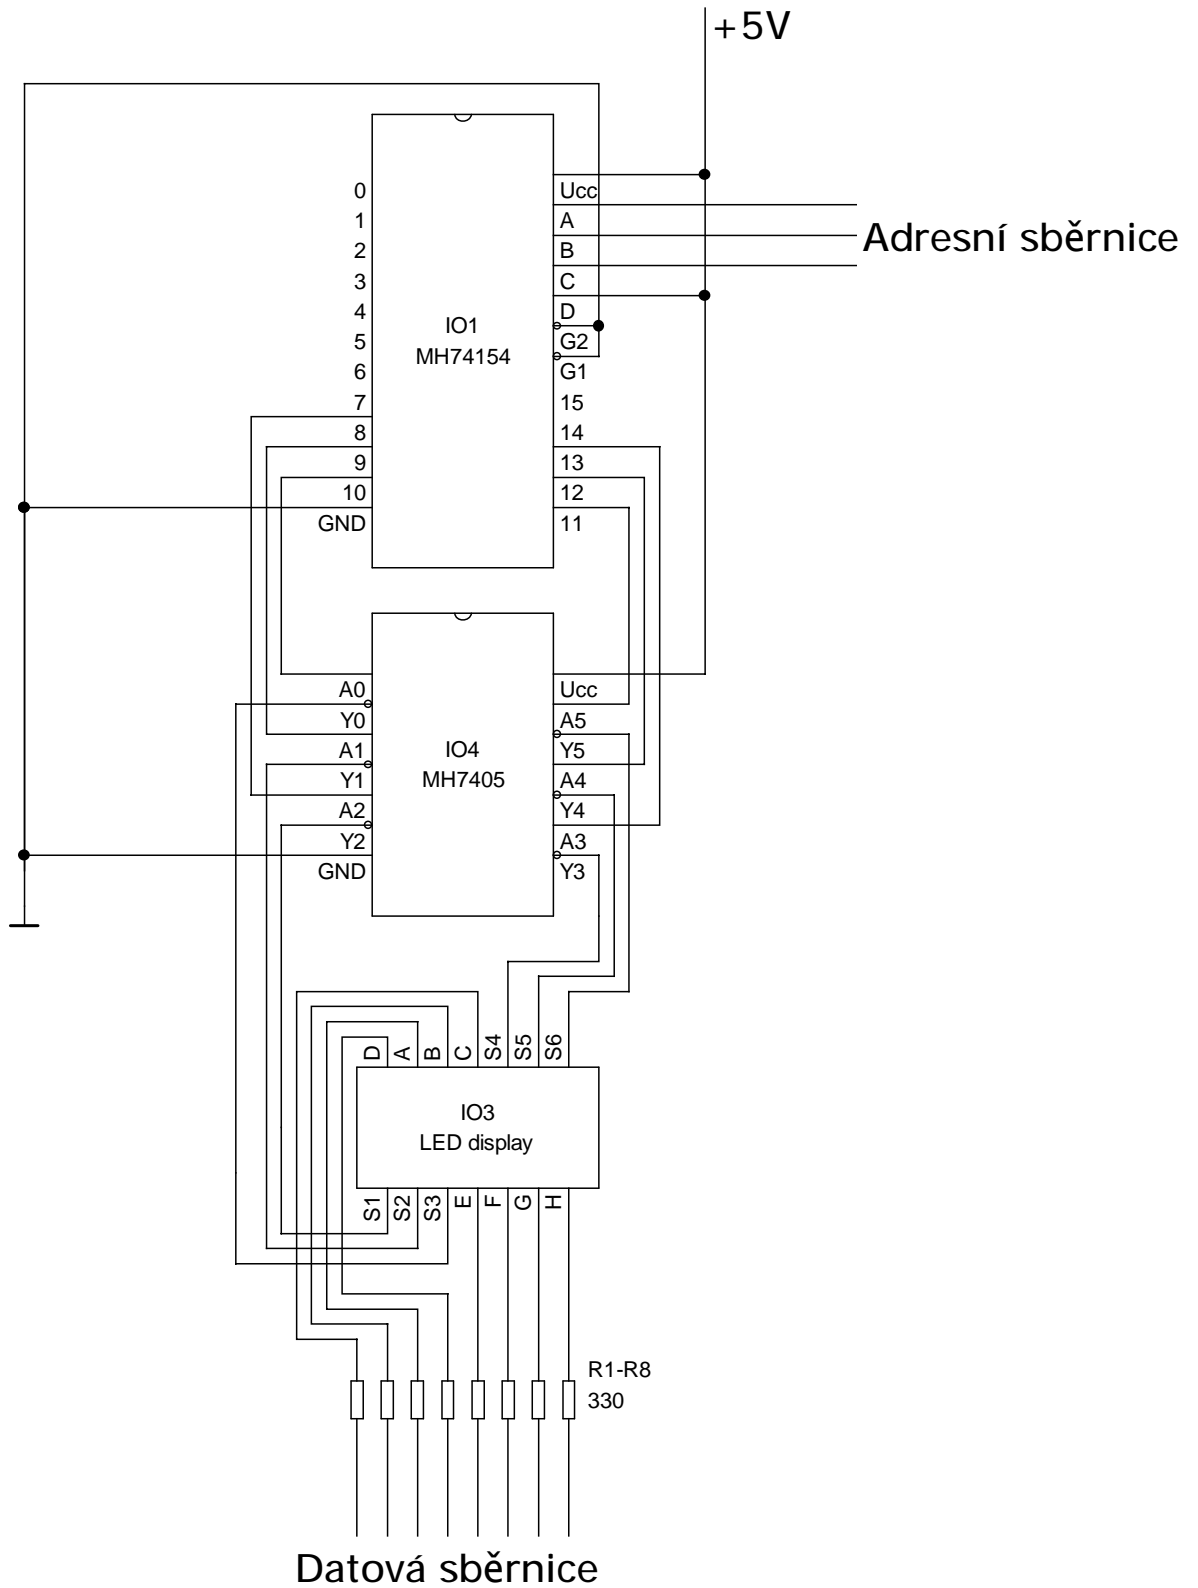 +5V
0
1
2
3
4
5
6
7
8
9
10
GND
IO1
MH74154
Ucc
A
B
C
D
G2
G1
15
14
13
12
11
Adresní sběrnice
A0
Y0
A1
Y1
A2
Y2
GND
IO4
MH7405
Ucc
A5
Y5
A4
Y4
A3
Y3
D
A
B
C
S4
S5
S6
IO3
LED display
S1
S2
S3
E
F
G
H
R1-R8
330
Datová sběrnice